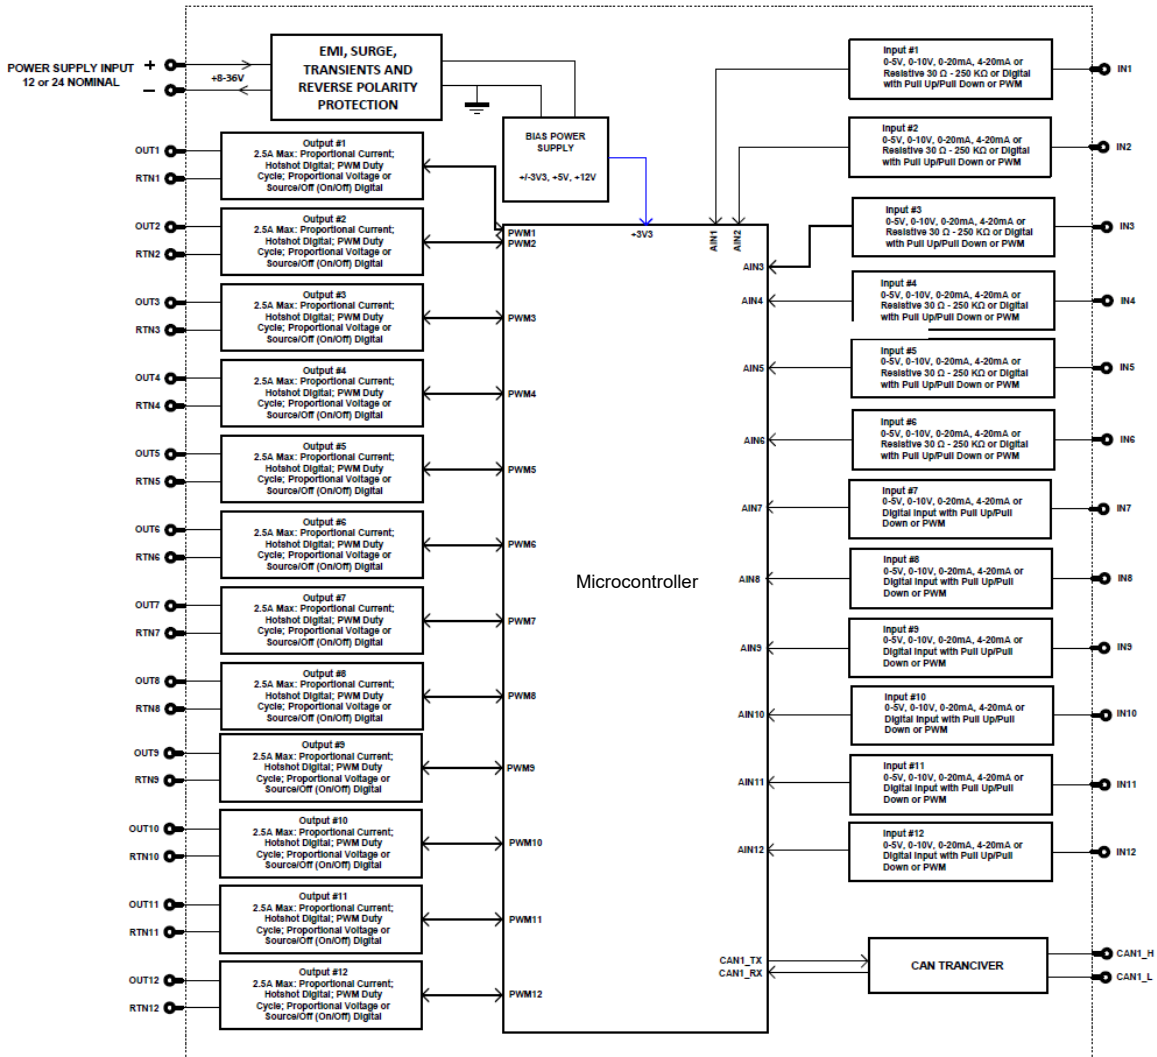 POWER SUPPLY INPUT
12 or 24 NOMINAL
+
–
+8-36V
EMI, SURGE,
TRANSIENTS AND
REVERSE POLARITY
PROTECTION
BIAS POWER
SUPPLY
+/-3V3, +5V, +12V
OUT1
RTN1
Output #1
2.5A Max: Proportional Current;
Hotshot Digital; PWM Duty
Cycle; Proportional Voltage or
Source/Off (On/Off) Digital
OUT2
RTN2
Output #2
2.5A Max: Proportional Current;
Hotshot Digital; PWM Duty
Cycle; Proportional Voltage or
Source/Off (On/Off) Digital
OUT3
RTN3
Output #3
2.5A Max: Proportional Current;
Hotshot Digital; PWM Duty
Cycle; Proportional Voltage or
Source/Off (On/Off) Digital
OUT4
RTN4
Output #4
2.5A Max: Proportional Current;
Hotshot Digital; PWM Duty
Cycle; Proportional Voltage or
Source/Off (On/Off) Digital
OUT5
RTN5
Output #5
2.5A Max: Proportional Current;
Hotshot Digital; PWM Duty
Cycle; Proportional Voltage or
Source/Off (On/Off) Digital
OUT6
RTN6
Output #6
2.5A Max: Proportional Current;
Hotshot Digital; PWM Duty
Cycle; Proportional Voltage or
Source/Off (On/Off) Digital
OUT7
RTN7
Output #7
2.5A Max: Proportional Current;
Hotshot Digital; PWM Duty
Cycle; Proportional Voltage or
Source/Off (On/Off) Digital
OUT8
RTN8
Output #8
2.5A Max: Proportional Current;
Hotshot Digital; PWM Duty
Cycle; Proportional Voltage or
Source/Off (On/Off) Digital
OUT9
RTN9
Output #9
2.5A Max: Proportional Current;
Hotshot Digital; PWM Duty
Cycle; Proportional Voltage or
Source/Off (On/Off) Digital
OUT10
RTN10
Output #10
2.5A Max: Proportional Current;
Hotshot Digital; PWM Duty
Cycle; Proportional Voltage or
Source/Off (On/Off) Digital
OUT11
RTN11
Output #11
2.5A Max: Proportional Current;
Hotshot Digital; PWM Duty
Cycle; Proportional Voltage or
Source/Off (On/Off) Digital
OUT12
RTN12
Output #12
2.5A Max: Proportional Current;
Hotshot Digital; PWM Duty
Cycle; Proportional Voltage or
Source/Off (On/Off) Digital
PWM1
PWM2
PWM3
PWM4
PWM5
PWM6
PWM7
PWM8
PWM9
PWM10
PWM11
PWM12
+3V3
Microcontroller
AIN1
AIN2
AIN3
AIN4
AIN5
AIN6
AIN7
AIN8
AIN9
AIN10
AIN11
AIN12
CAN1_TX
CAN1_RX
Input #1
0-5V, 0-10V, 0-20mA, 4-20mA or
Resistive 30 Ω - 250 KΩ or Digital
with Pull Up/Pull Down or PWM
IN1
Input #2
0-5V, 0-10V, 0-20mA, 4-20mA or
Resistive 30 Ω - 250 KΩ or Digital
with Pull Up/Pull Down or PWM
IN2
Input #3
0-5V, 0-10V, 0-20mA, 4-20mA or
Resistive 30 Ω - 250 KΩ or Digital
with Pull Up/Pull Down or PWM
IN3
Input #4
0-5V, 0-10V, 0-20mA, 4-20mA or
Resistive 30 Ω - 250 KΩ or Digital
with Pull Up/Pull Down or PWM
IN4
Input #5
0-5V, 0-10V, 0-20mA, 4-20mA or
Resistive 30 Ω - 250 KΩ or Digital
with Pull Up/Pull Down or PWM
IN5
Input #6
0-5V, 0-10V, 0-20mA, 4-20mA or
Resistive 30 Ω - 250 KΩ or Digital
with Pull Up/Pull Down or PWM
IN6
Input #7
0-5V, 0-10V, 0-20mA, 4-20mA or
Digital Input with Pull Up/Pull
Down or PWM
IN7
Input #8
0-5V, 0-10V, 0-20mA, 4-20mA or
Digital Input with Pull Up/Pull
Down or PWM
IN8
Input #9
0-5V, 0-10V, 0-20mA, 4-20mA or
Digital Input with Pull Up/Pull
Down or PWM
IN9
Input #10
0-5V, 0-10V, 0-20mA, 4-20mA or
Digital Input with Pull Up/Pull
Down or PWM
IN10
Input #11
0-5V, 0-10V, 0-20mA, 4-20mA or
Digital Input with Pull Up/Pull
Down or PWM
IN11
Input #12
0-5V, 0-10V, 0-20mA, 4-20mA or
Digital Input with Pull Up/Pull
Down or PWM
IN12
CAN TRANCIVER
CAN1_H
CAN1_L